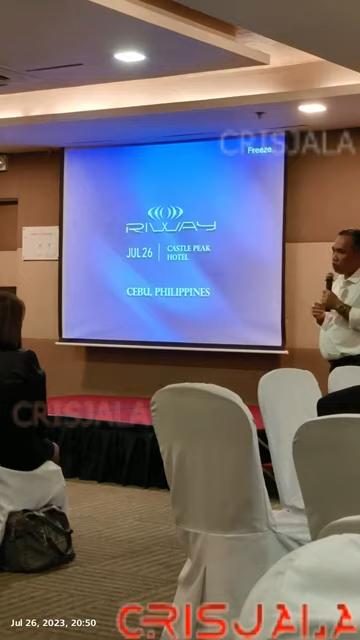 CRISJALA
Freeze
RIWAY
JUL 26
CASTLE PEAK
HOTEL
CEBU, PHILIPPINES
CRISJALA
Jul 26, 2023, 20:50
CRISJALA